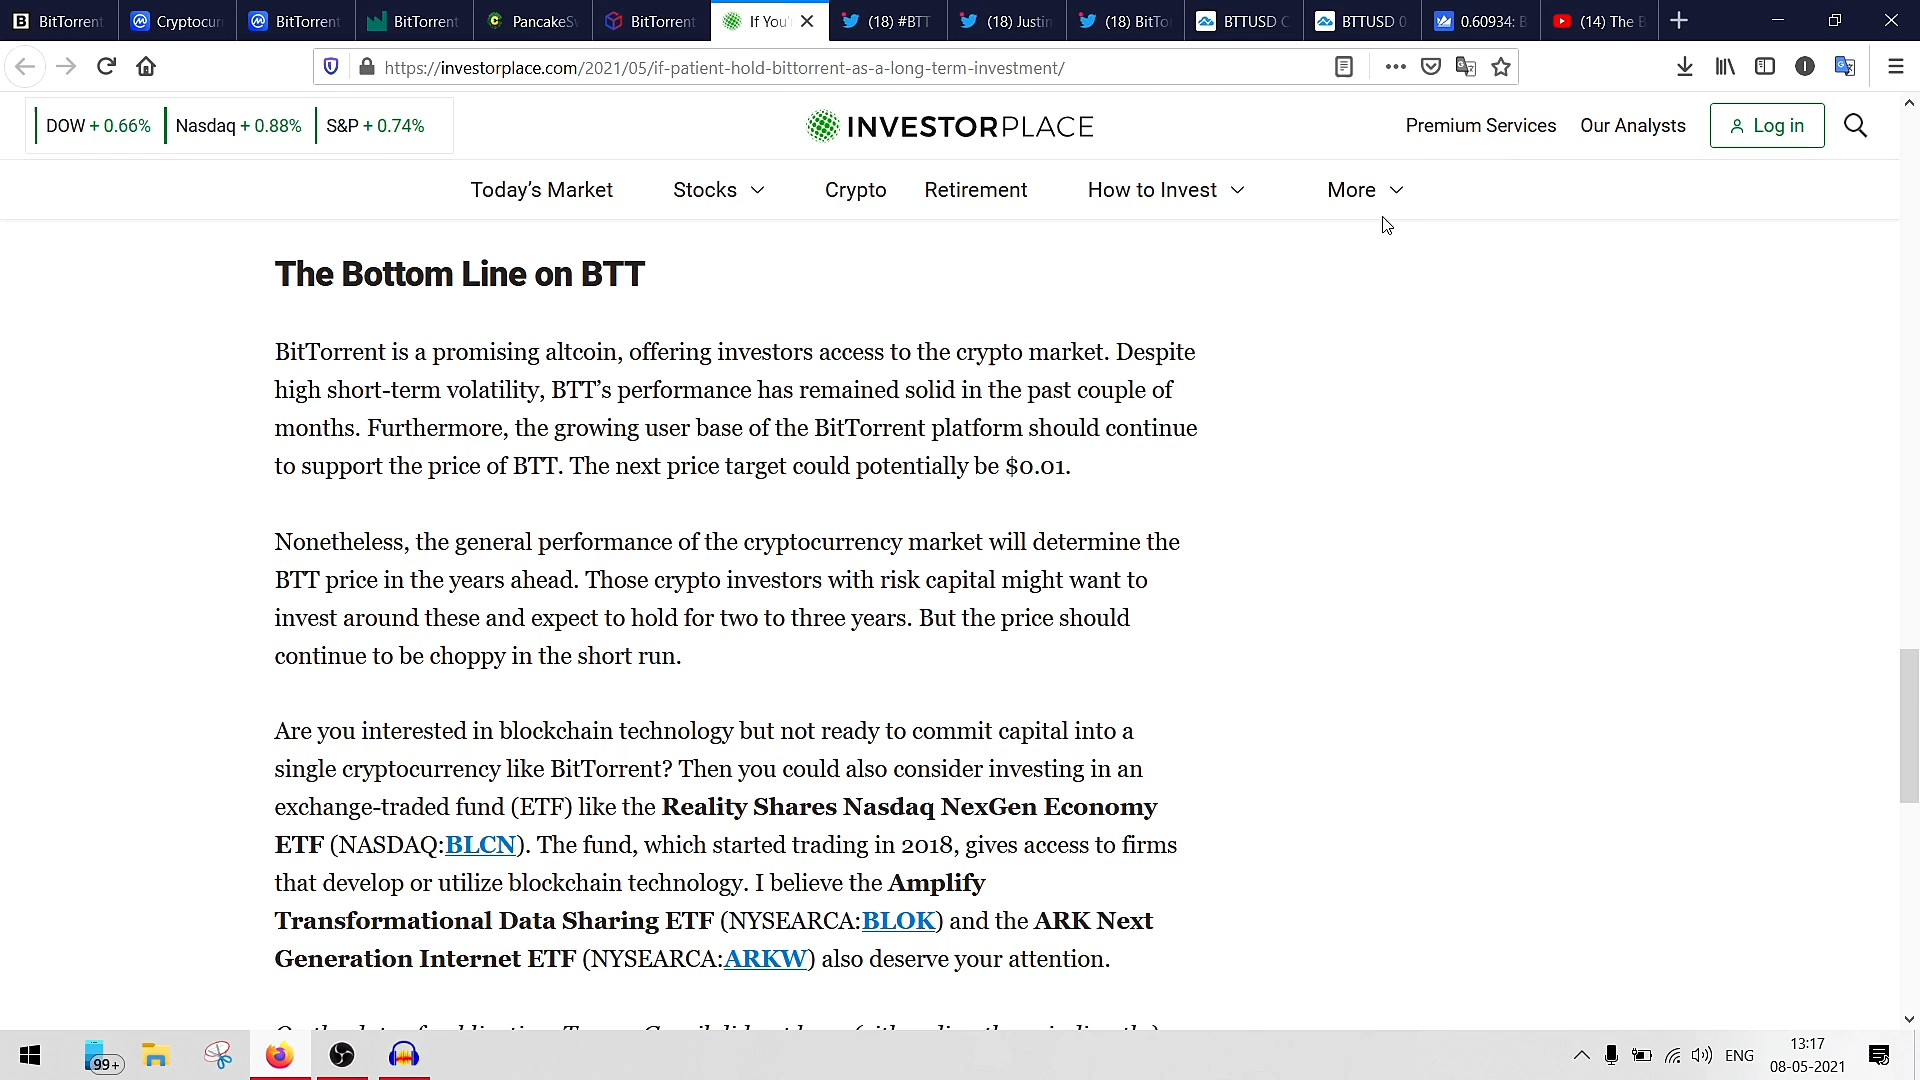 BitTorrent
Cryptocur
BitTorrent
BitTorrent
PancakeSw
BitTorrent
If You'
(18) #BTT
(18) Justin
(18) BitTo
BTTUSD C
BTTUSD 0
0.60934: B
(14) The B
https://investorplace.com/2021/05/if-patient-hold-bittorrent-as-a-long-term-investment/
DOW + 0.66% Nasdaq + 0.88% S&P + 0.74%
INVESTORPLACE
Premium Services Our Analysts Log in
Today's Market Stocks Crypto Retirement How to Invest More
The Bottom Line on BTT
BitTorrent is a promising altcoin, offering investors access to the crypto market. Despite
high short-term volatility, BTT's performance has remained solid in the past couple of
months. Furthermore, the growing user base of the BitTorrent platform should continue
to support the price of BTT. The next price target could potentially be $0.01.
Nonetheless, the general performance of the cryptocurrency market will determine the
BTT price in the years ahead. Those crypto investors with risk capital might want to
invest around these and expect to hold for two to three years. But the price should
continue to be choppy in the short run.
Are you interested in blockchain technology but not ready to commit capital into a
single cryptocurrency like BitTorrent? Then you could also consider investing in an
exchange-traded fund (ETF) like the Reality Shares Nasdaq NexGen Economy
ETF (NASDAQ:BLCN). The fund, which started trading in 2018, gives access to firms
that develop or utilize blockchain technology. I believe the Amplify
Transformational Data Sharing ETF (NYSEARCA:BLOK) and the ARK Next
Generation Internet ETF (NYSEARCA:ARKW) also deserve your attention.
99+
ENG
13:17
08-05-2021